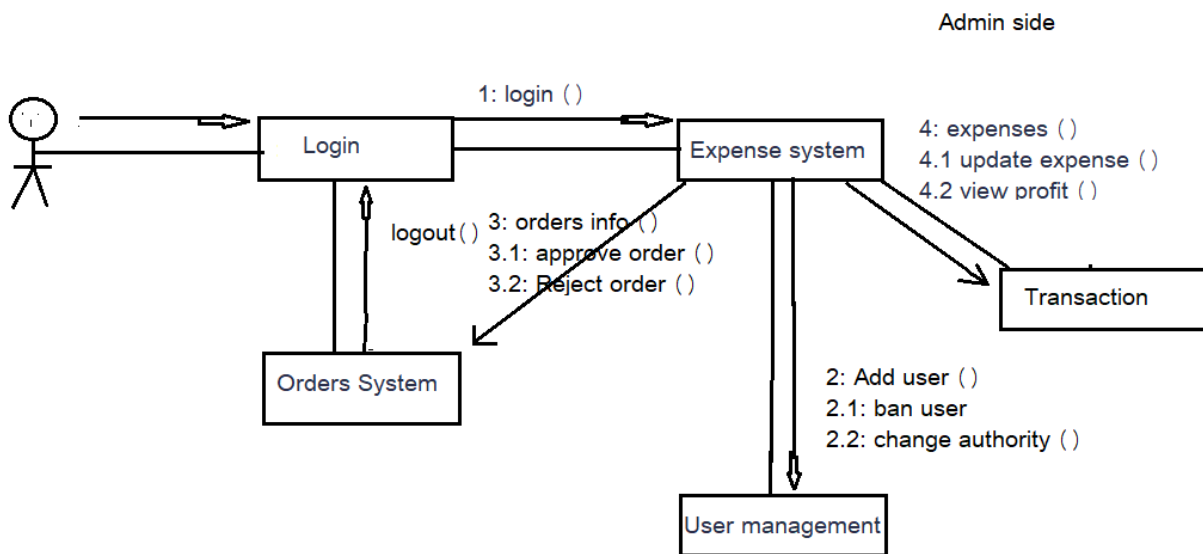 Admin side
1: login ()
Login
Expense system
4: expenses ()
4.1 update expense ()
4.2 view profit ()
logout()
3: orders info ()
3.1: approve order ()
3.2: Reject order ()
Transaction
Orders System
2: Add user ()
2.1: ban user
2.2: change authority ()
User management